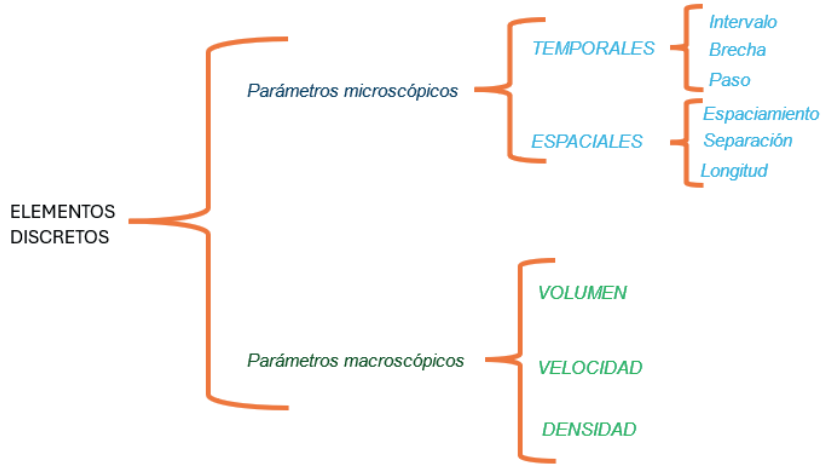 ELEMENTOS
DISCRETOS
Parámetros microscópicos
TEMPORALES
Intervalo
Brecha
Paso
ESPACIALES
Espaciamiento
Separación
Longitud
Parámetros macroscópicos
VOLUMEN
VELOCIDAD
DENSIDAD